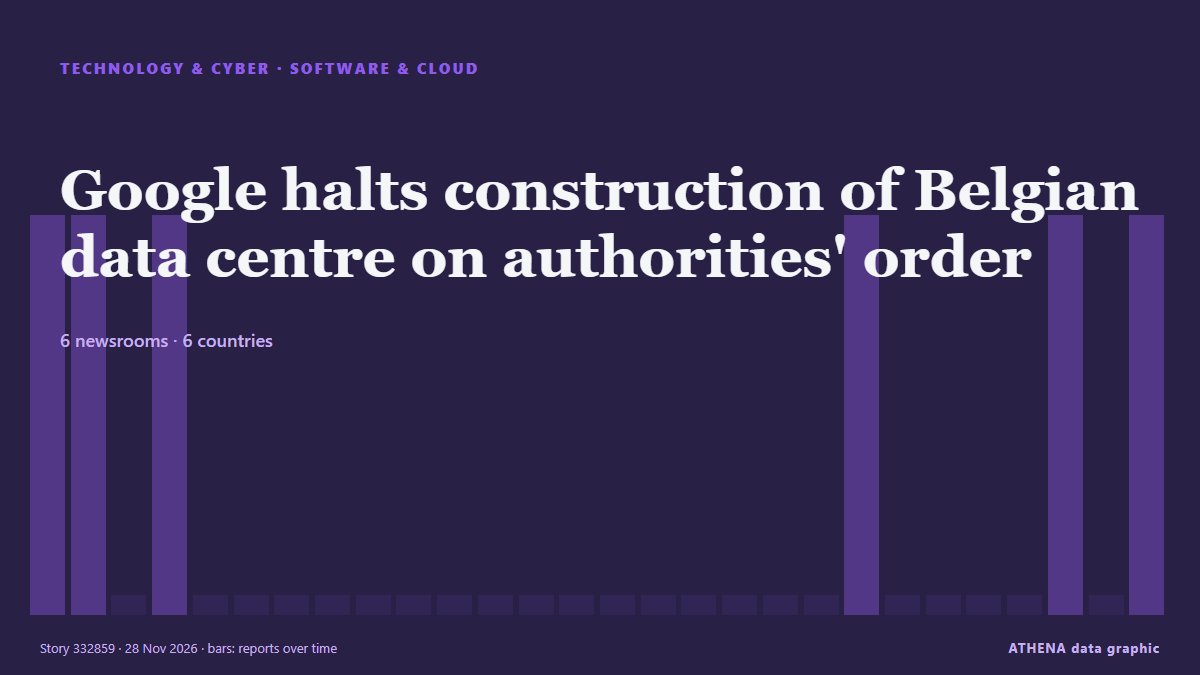 TECHNOLOGY & CYBER · SOFTWARE & CLOUD
Google halts construction of Belgian
data centre on authorities' order
6 newsrooms · 6 countries
Story 332859 · 28 Nov 2026 · bars: reports over time
ATHENA data graphic